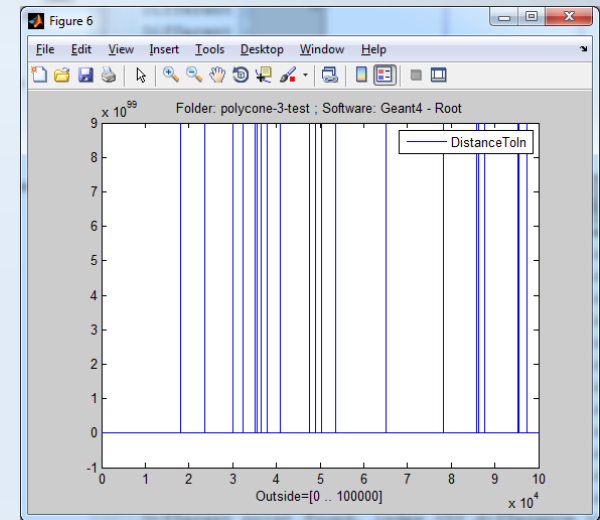 Figure 6
File Edit View Insert Tools Desktop Window Help
x 10^99
Folder: polycone-3-test ; Software: Geant4 - Root
DistanceToIn
9
8
7
6
5
4
3
2
1
0
-1
0 1 2 3 4 5 6 7 8 9 10
Outside=[0 .. 100000]
x 10^4